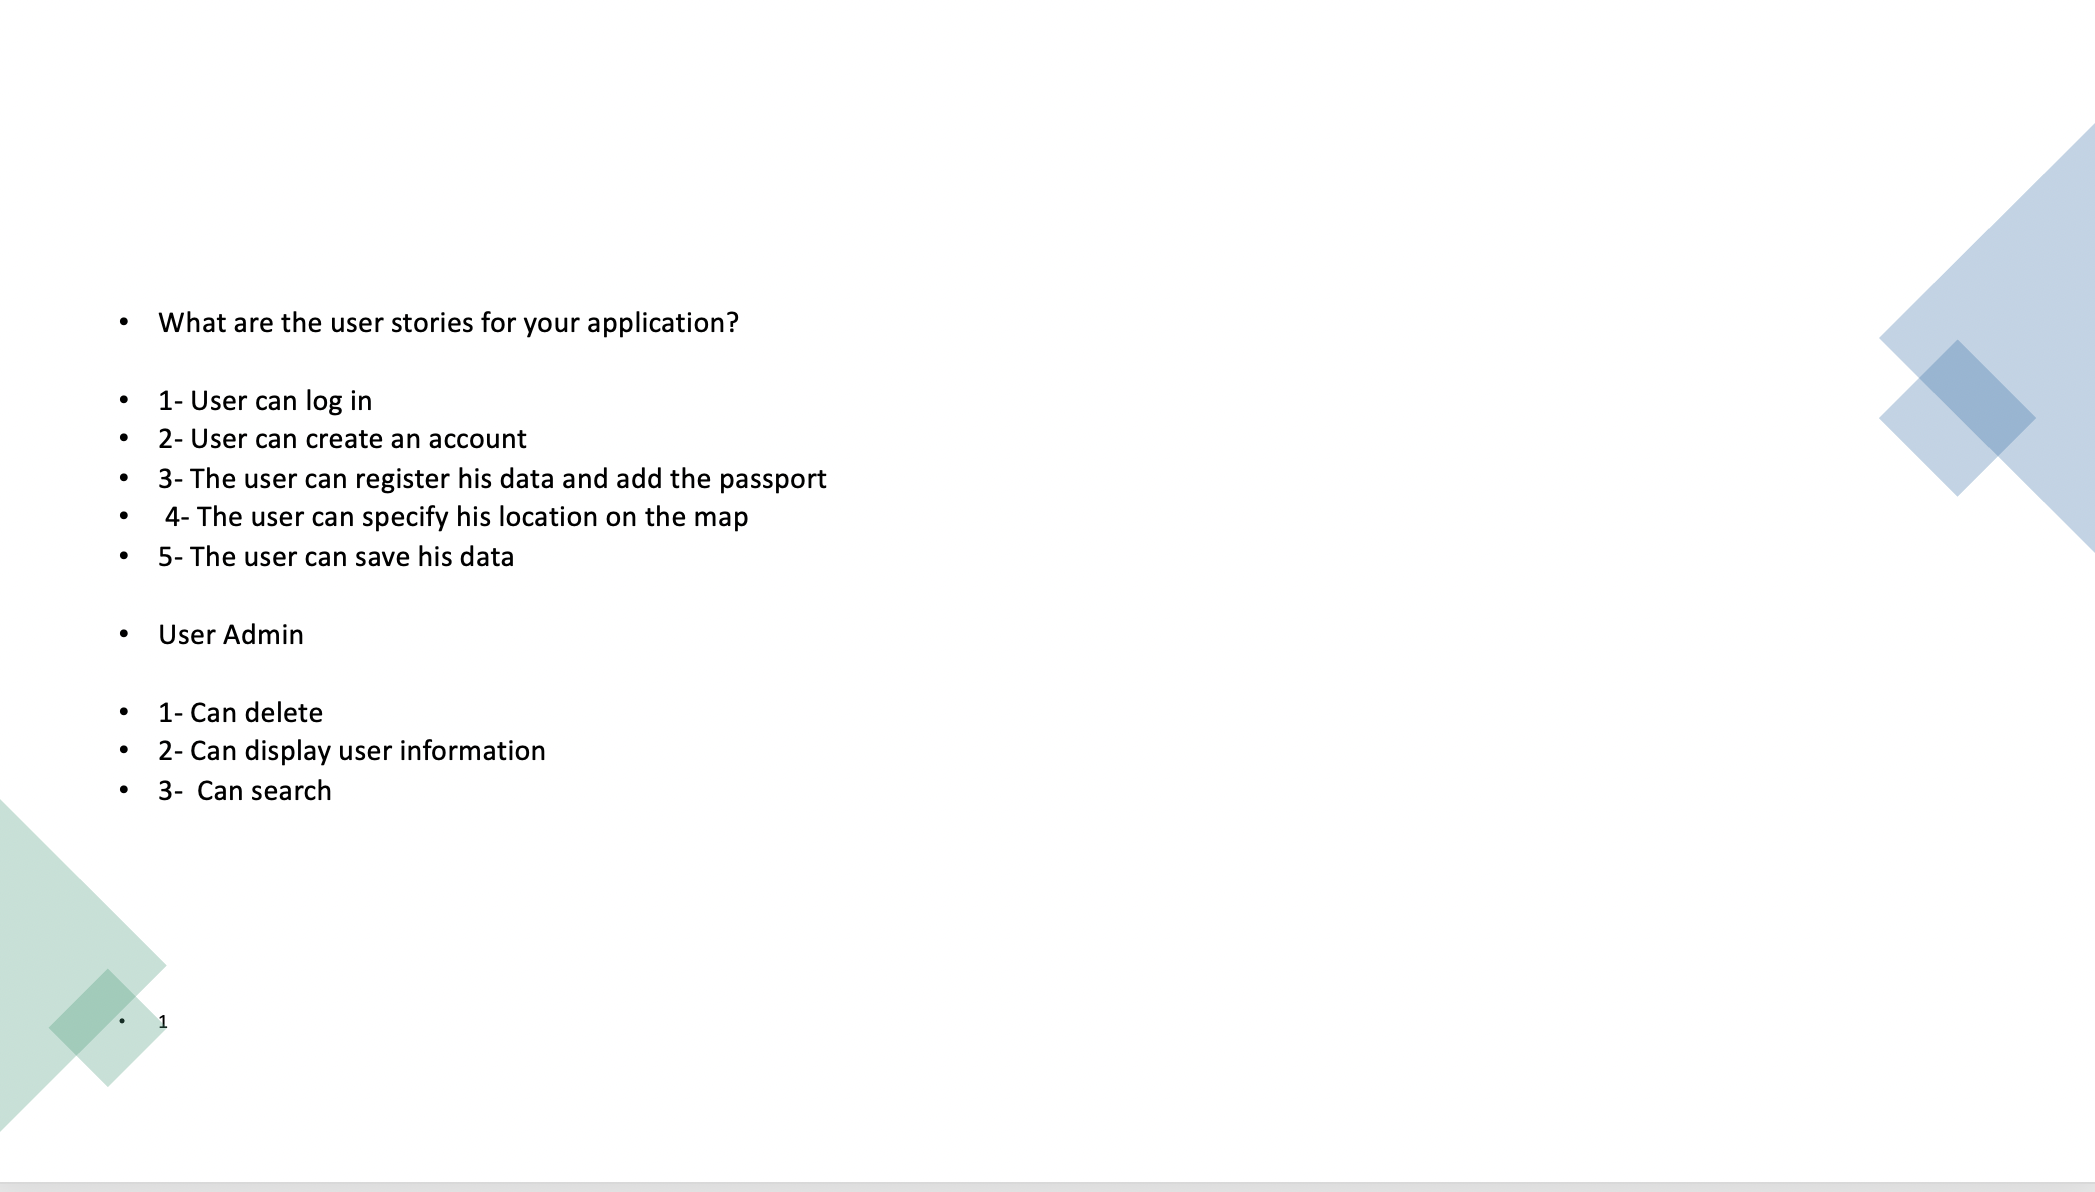 • What are the user stories for your application?
• 1- User can log in
• 2- User can create an account
• 3- The user can register his data and add the passport
• 4- The user can specify his location on the map
• 5- The user can save his data
• User Admin
• 1- Can delete
• 2- Can display user information
• 3-  Can search
• 1